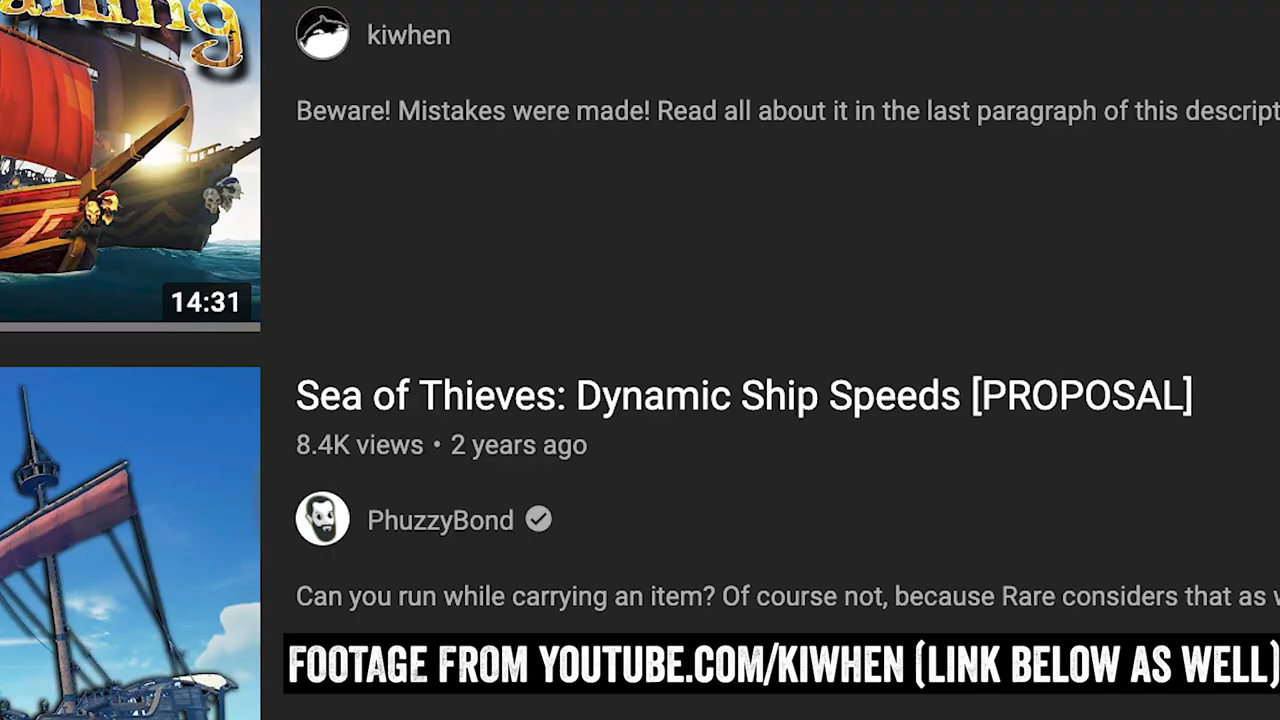 kiwhen
Beware! Mistakes were made! Read all about it in the last paragraph of this descript
14:31
Sea of Thieves: Dynamic Ship Speeds [PROPOSAL]
8.4K views • 2 years ago
PhuzzyBond
Can you run while carrying an item? Of course not, because Rare considers that as
FOOTAGE FROM YOUTUBE.COM/KIWHEN (LINK BELOW AS WELL)